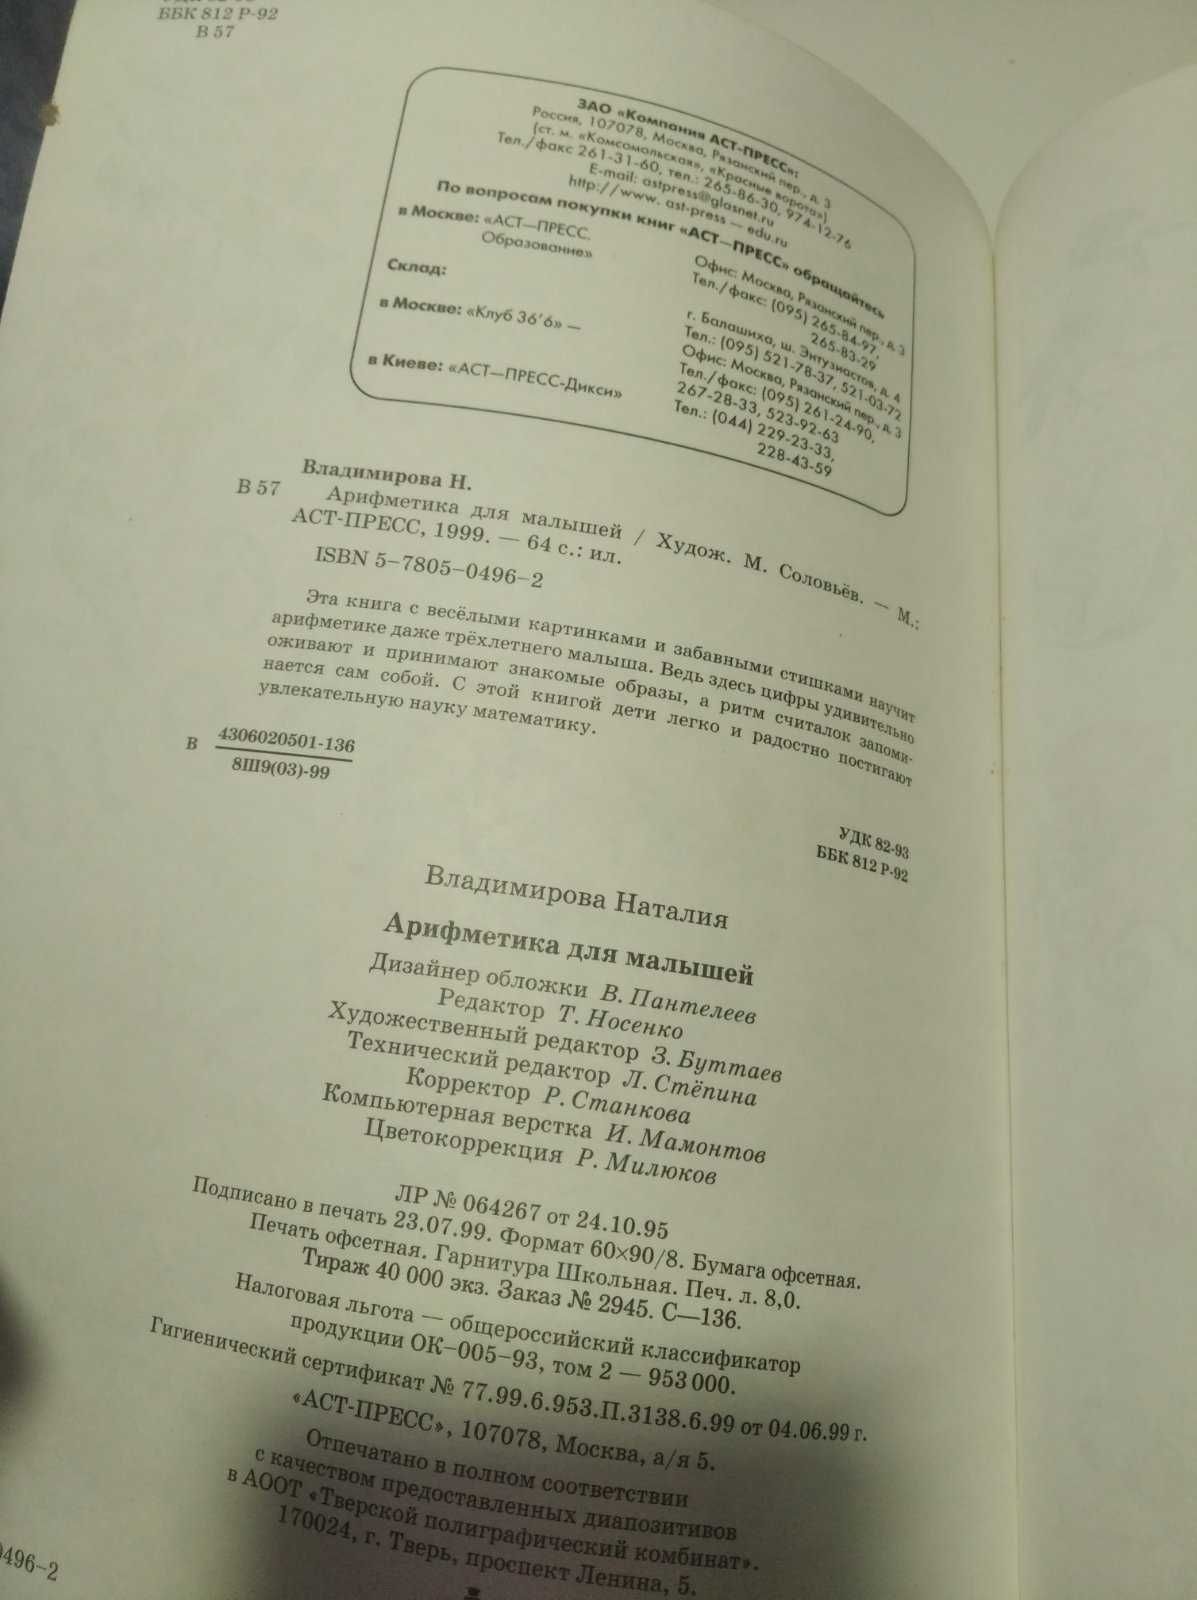 УДК 82-93
ББК 812 Р-92
В 57
ЗАО «Компания АСТ-ПРЕСС»:
Россия, 107078, Москва, Рязанский пер., д. 3
(ст. м. «Комсомольская», «Красные ворота»)
Тел./факс 261-31-60, тел.: 265-86-30, 974-12-76
E-mail: astpress@glasnet.ru
http://www. ast-press — edu.ru
По вопросам покупки книг «АСТ—ПРЕСС» обращайтесь
в Москве: «АСТ—ПРЕСС.
Образование»
Офис: Москва, Рязанский пер., д. 3
Тел./факс: (095) 265-84-97,
265-83-29
Склад:
г. Балашиха, ш. Энтузиастов, д. 4
Тел.: (095) 521-78-37, 521-03-72
в Москве: «Клуб 36'6» —
Офис: Москва, Рязанский пер., д. 3
Тел./факс: (095) 261-24-90,
267-28-33, 523-92-63
в Киеве: «АСТ—ПРЕСС-Дикси»
Тел.: (044) 229-23-33,
228-43-59
Владимирова Н.
В 57 Арифметика для малышей / Худож. М. Соловьёв. — М.:
АСТ-ПРЕСС, 1999. — 64 с.: ил.
ISBN 5-7805-0496-2
Эта книга с весёлыми картинками и забавными стишками научит
арифметике даже трёхлетнего малыша. Ведь здесь цифры удивительно
оживают и принимают знакомые образы, а ритм считалок запоми-
нается сам собой. С этой книгой дети легко и радостно постигают
увлекательную науку математику.
В 4306020501-136
8Ш9(03)-99
УДК 82-93
ББК 812 Р-92
Владимирова Наталия
Арифметика для малышей
Дизайнер обложки В. Пантелеев
Редактор Т. Носенко
Художественный редактор З. Буттаев
Технический редактор Л. Стёпина
Корректор Р. Станкова
Компьютерная верстка И. Мамонтов
Цветокоррекция Р. Милюков
ЛР № 064267 от 24.10.95
Подписано в печать 23.07.99. Формат 60×90/8. Бумага офсетная.
Печать офсетная. Гарнитура Школьная. Печ. л. 8,0.
Тираж 40 000 экз. Заказ № 2945. С—136.
Налоговая льгота — общероссийский классификатор
продукции ОК-005-93, том 2 — 953 000.
Гигиенический сертификат № 77.99.6.953.П.3138.6.99 от 04.06.99 г.
«АСТ-ПРЕСС», 107078, Москва, а/я 5.
Отпечатано в полном соответствии
с качеством предоставленных диапозитивов
в АООТ «Тверской полиграфический комбинат».
170024, г. Тверь, проспект Ленина, 5.
0496-2